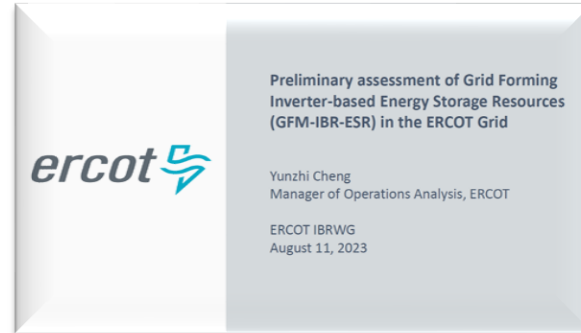 Preliminary assessment of Grid Forming
Inverter-based Energy Storage Resources
(GFM-IBR-ESR) in the ERCOT Grid
ercot
Yunzhi Cheng
Manager of Operations Analysis, ERCOT
ERCOT IBRWG
August 11, 2023